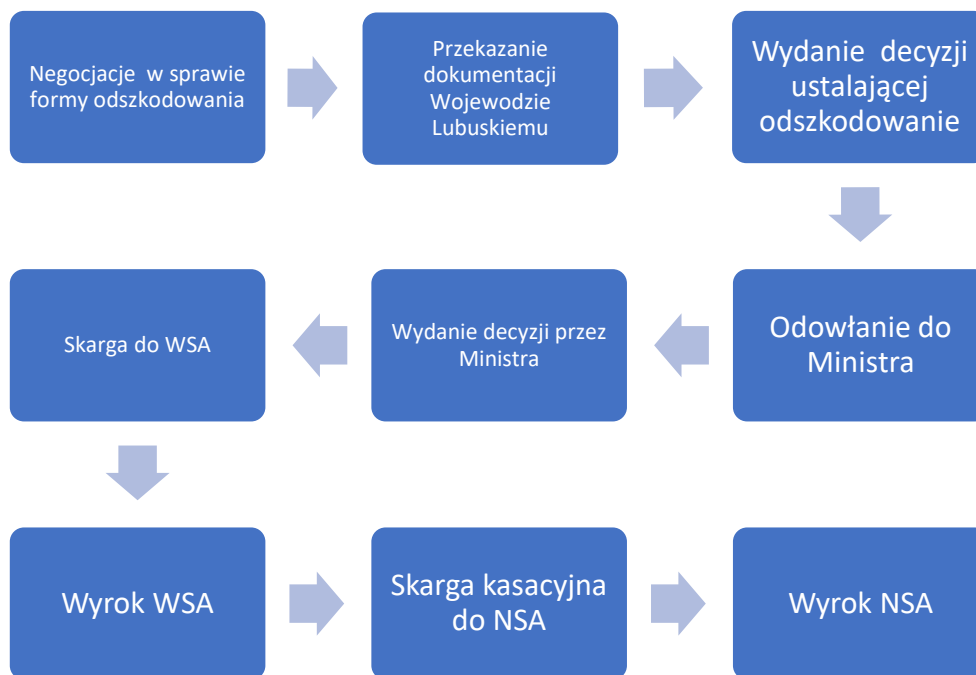 Negocjacje w sprawie
formy odszkodowania
Przekazanie
dokumentacji
Wojewodzie
Lubuskiemu
Wydanie decyzji
ustalającej
odszkodowanie
Odowłanie do
Ministra
Wydanie decyzji przez
Ministra
Skarga do WSA
Wyrok WSA
Skarga kasacyjna
do NSA
Wyrok NSA